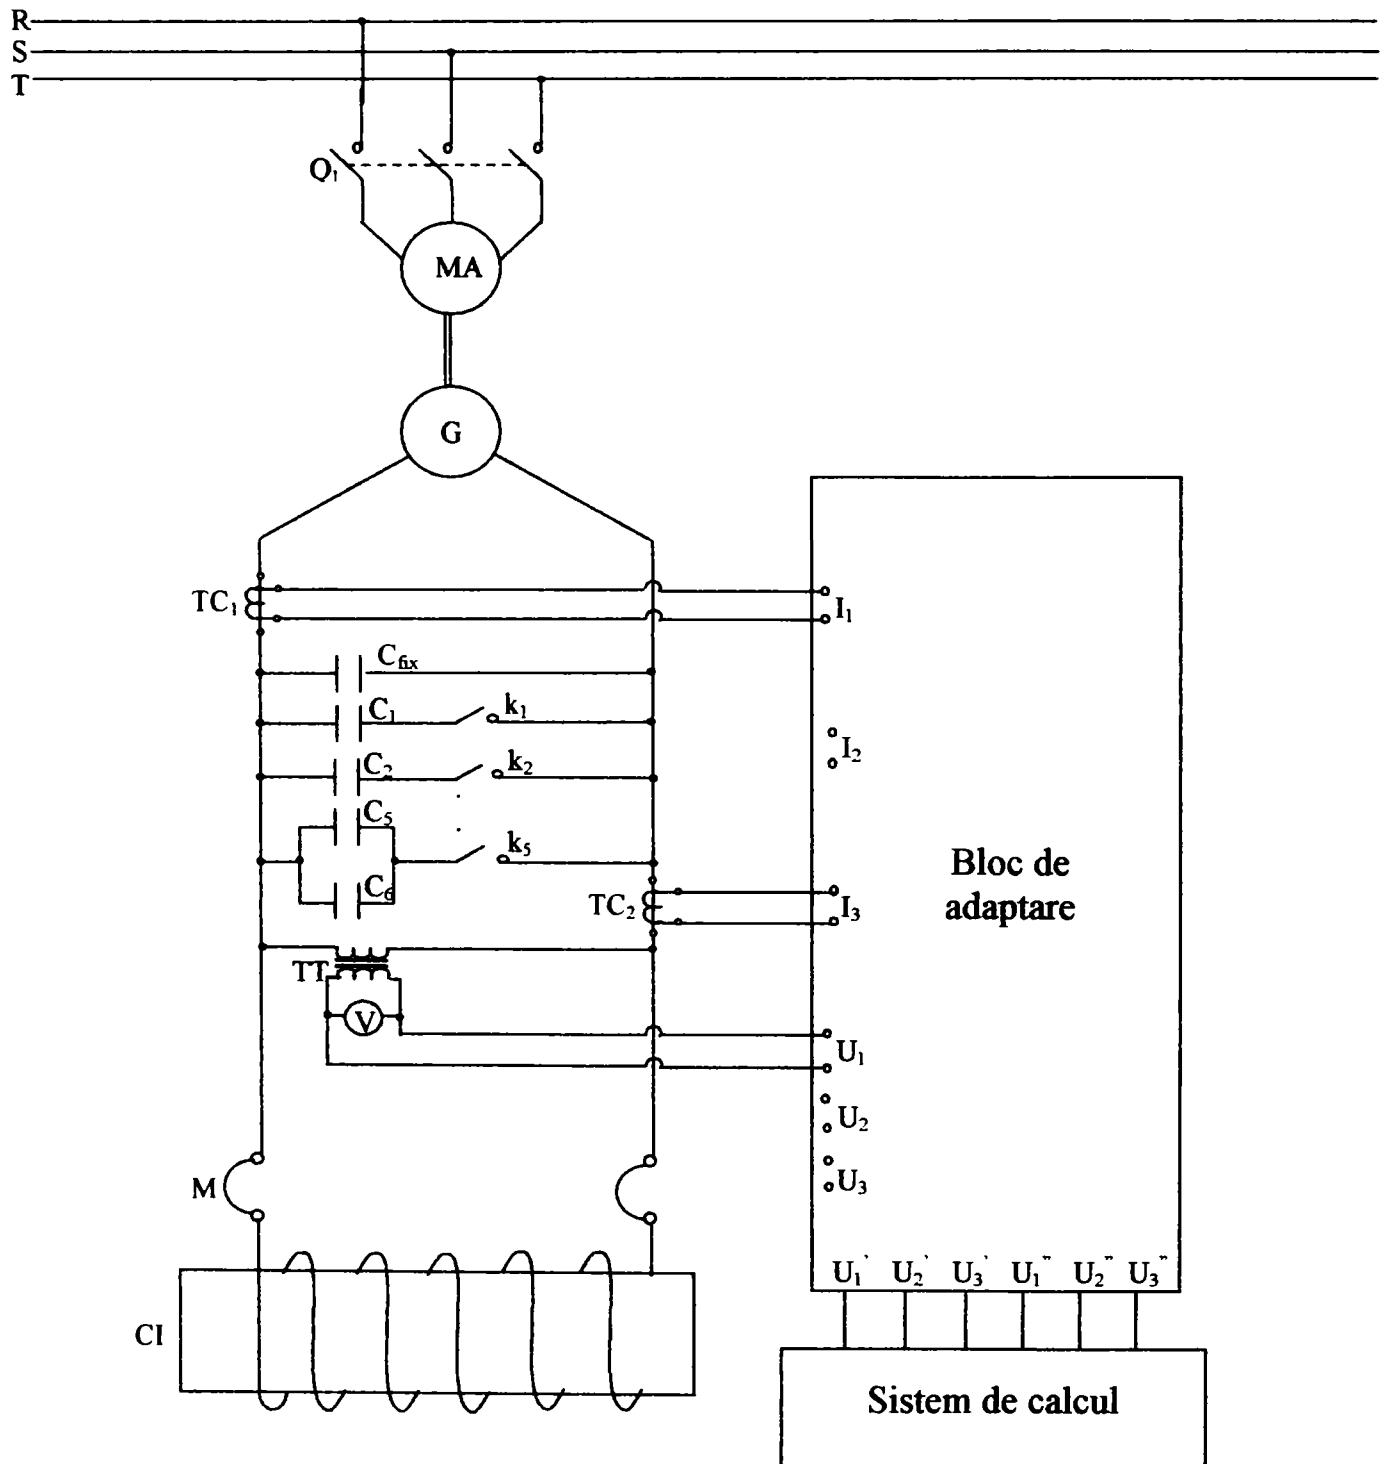 R
S
T
Q₁
MA
G
TC₁
I₁
C_fix
C₁
k₁
I₂
C₂
k₂
C₅
k₅
C₆
Bloc de
adaptare
TC₂
I₃
TT
V
U₁
U₂
M
U₃
U₁' U₂' U₃' U₁" U₂" U₃"
CI
Sistem de calcul